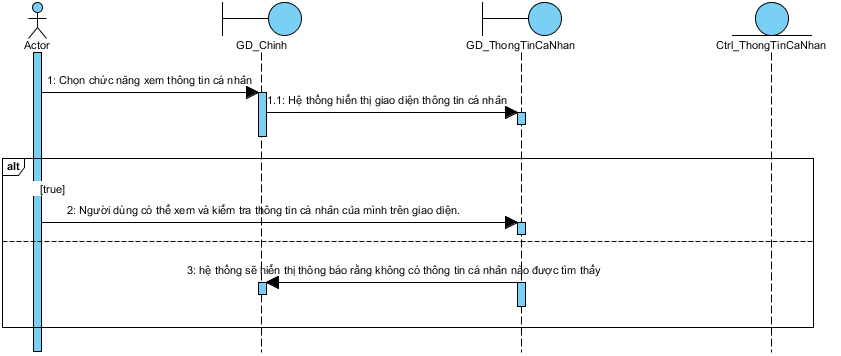 Actor
GD_Chinh
GD_ThongTinCaNhan
Ctrl_ThongTinCaNhan
1: Chọn chức năng xem thông tin cá nhân
1.1: Hệ thống hiển thị giao diện thông tin cá nhân
alt
[true]
2: Người dùng có thể xem và kiểm tra thông tin cá nhân của mình trên giao diện.
3: hệ thống sẽ hiển thị thông báo rằng không có thông tin cá nhân nào được tìm thấy